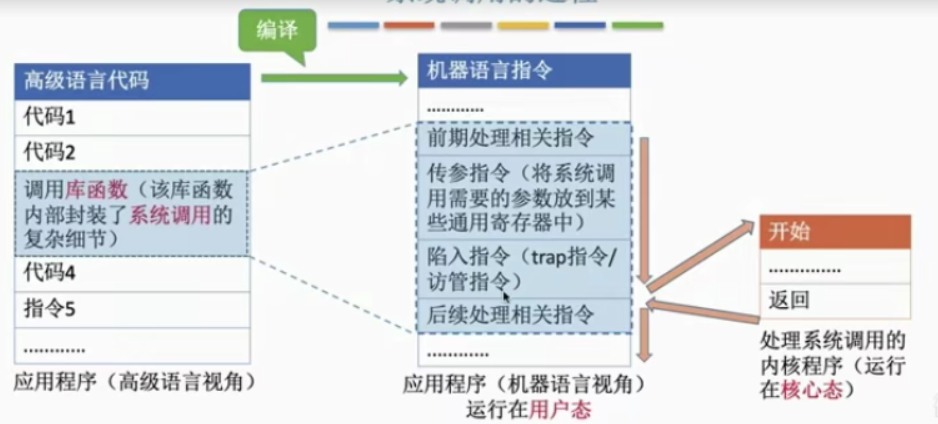 编译
高级语言代码
代码1
代码2
调用库函数（该库函数
内部封装了系统调用的
复杂细节）
代码4
指令5
............
应用程序（高级语言视角）
机器语言指令
............
前期处理相关指令
传参指令（将系统调
用需要的参数放到某
些通用寄存器中）
陷入指令（trap指令/
访管指令）
后续处理相关指令
............
应用程序（机器语言视角）
运行在用户态
开始
..............
返回
处理系统调用的
内核程序（运行
在核心态）